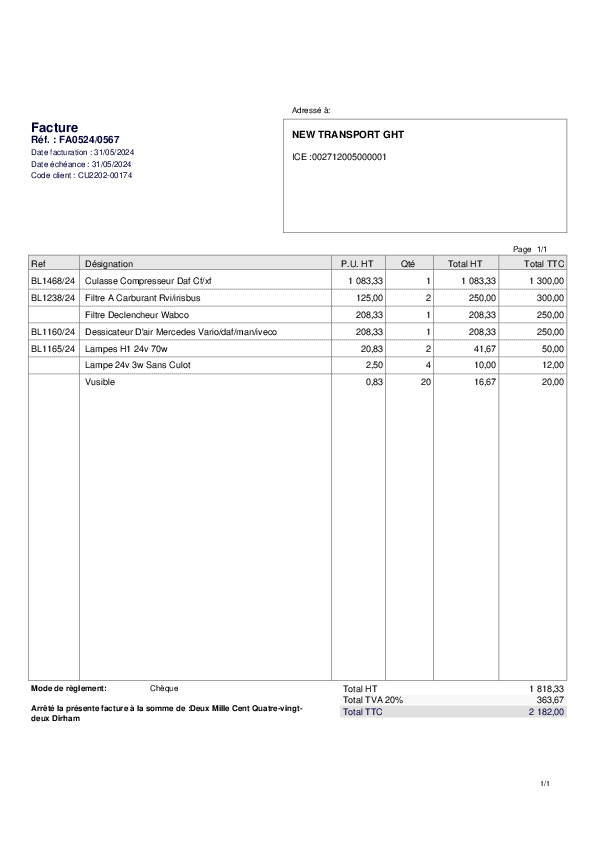 Adressé à:
Facture
Réf. : FA0524/0567
Date facturation : 31/05/2024
Date échéance : 31/05/2024
Code client : CU2202-00174
NEW TRANSPORT GHT
ICE :002712005000001
Page 1/1
Ref Désignation P.U. HT Qté Total HT Total TTC
BL1468/24 Culasse Compresseur Daf Cf/xf 1 083,33 1 1 083,33 1 300,00
BL1238/24 Filtre A Carburant Rvi/irisbus 125,00 2 250,00 300,00
Filtre Declencheur Wabco 208,33 1 208,33 250,00
BL1160/24 Dessicateur D'air Mercedes Vario/daf/man/iveco 208,33 1 208,33 250,00
BL1165/24 Lampes H1 24v 70w 20,83 2 41,67 50,00
Lampe 24v 3w Sans Culot 2,50 4 10,00 12,00
Vusible 0,83 20 16,67 20,00
Mode de règlement: Chèque
Arrêté la présente facture à la somme de :Deux Mille Cent Quatre-vingt-
deux Dirham
Total HT 1 818,33
Total TVA 20% 363,67
Total TTC 2 182,00
1/1